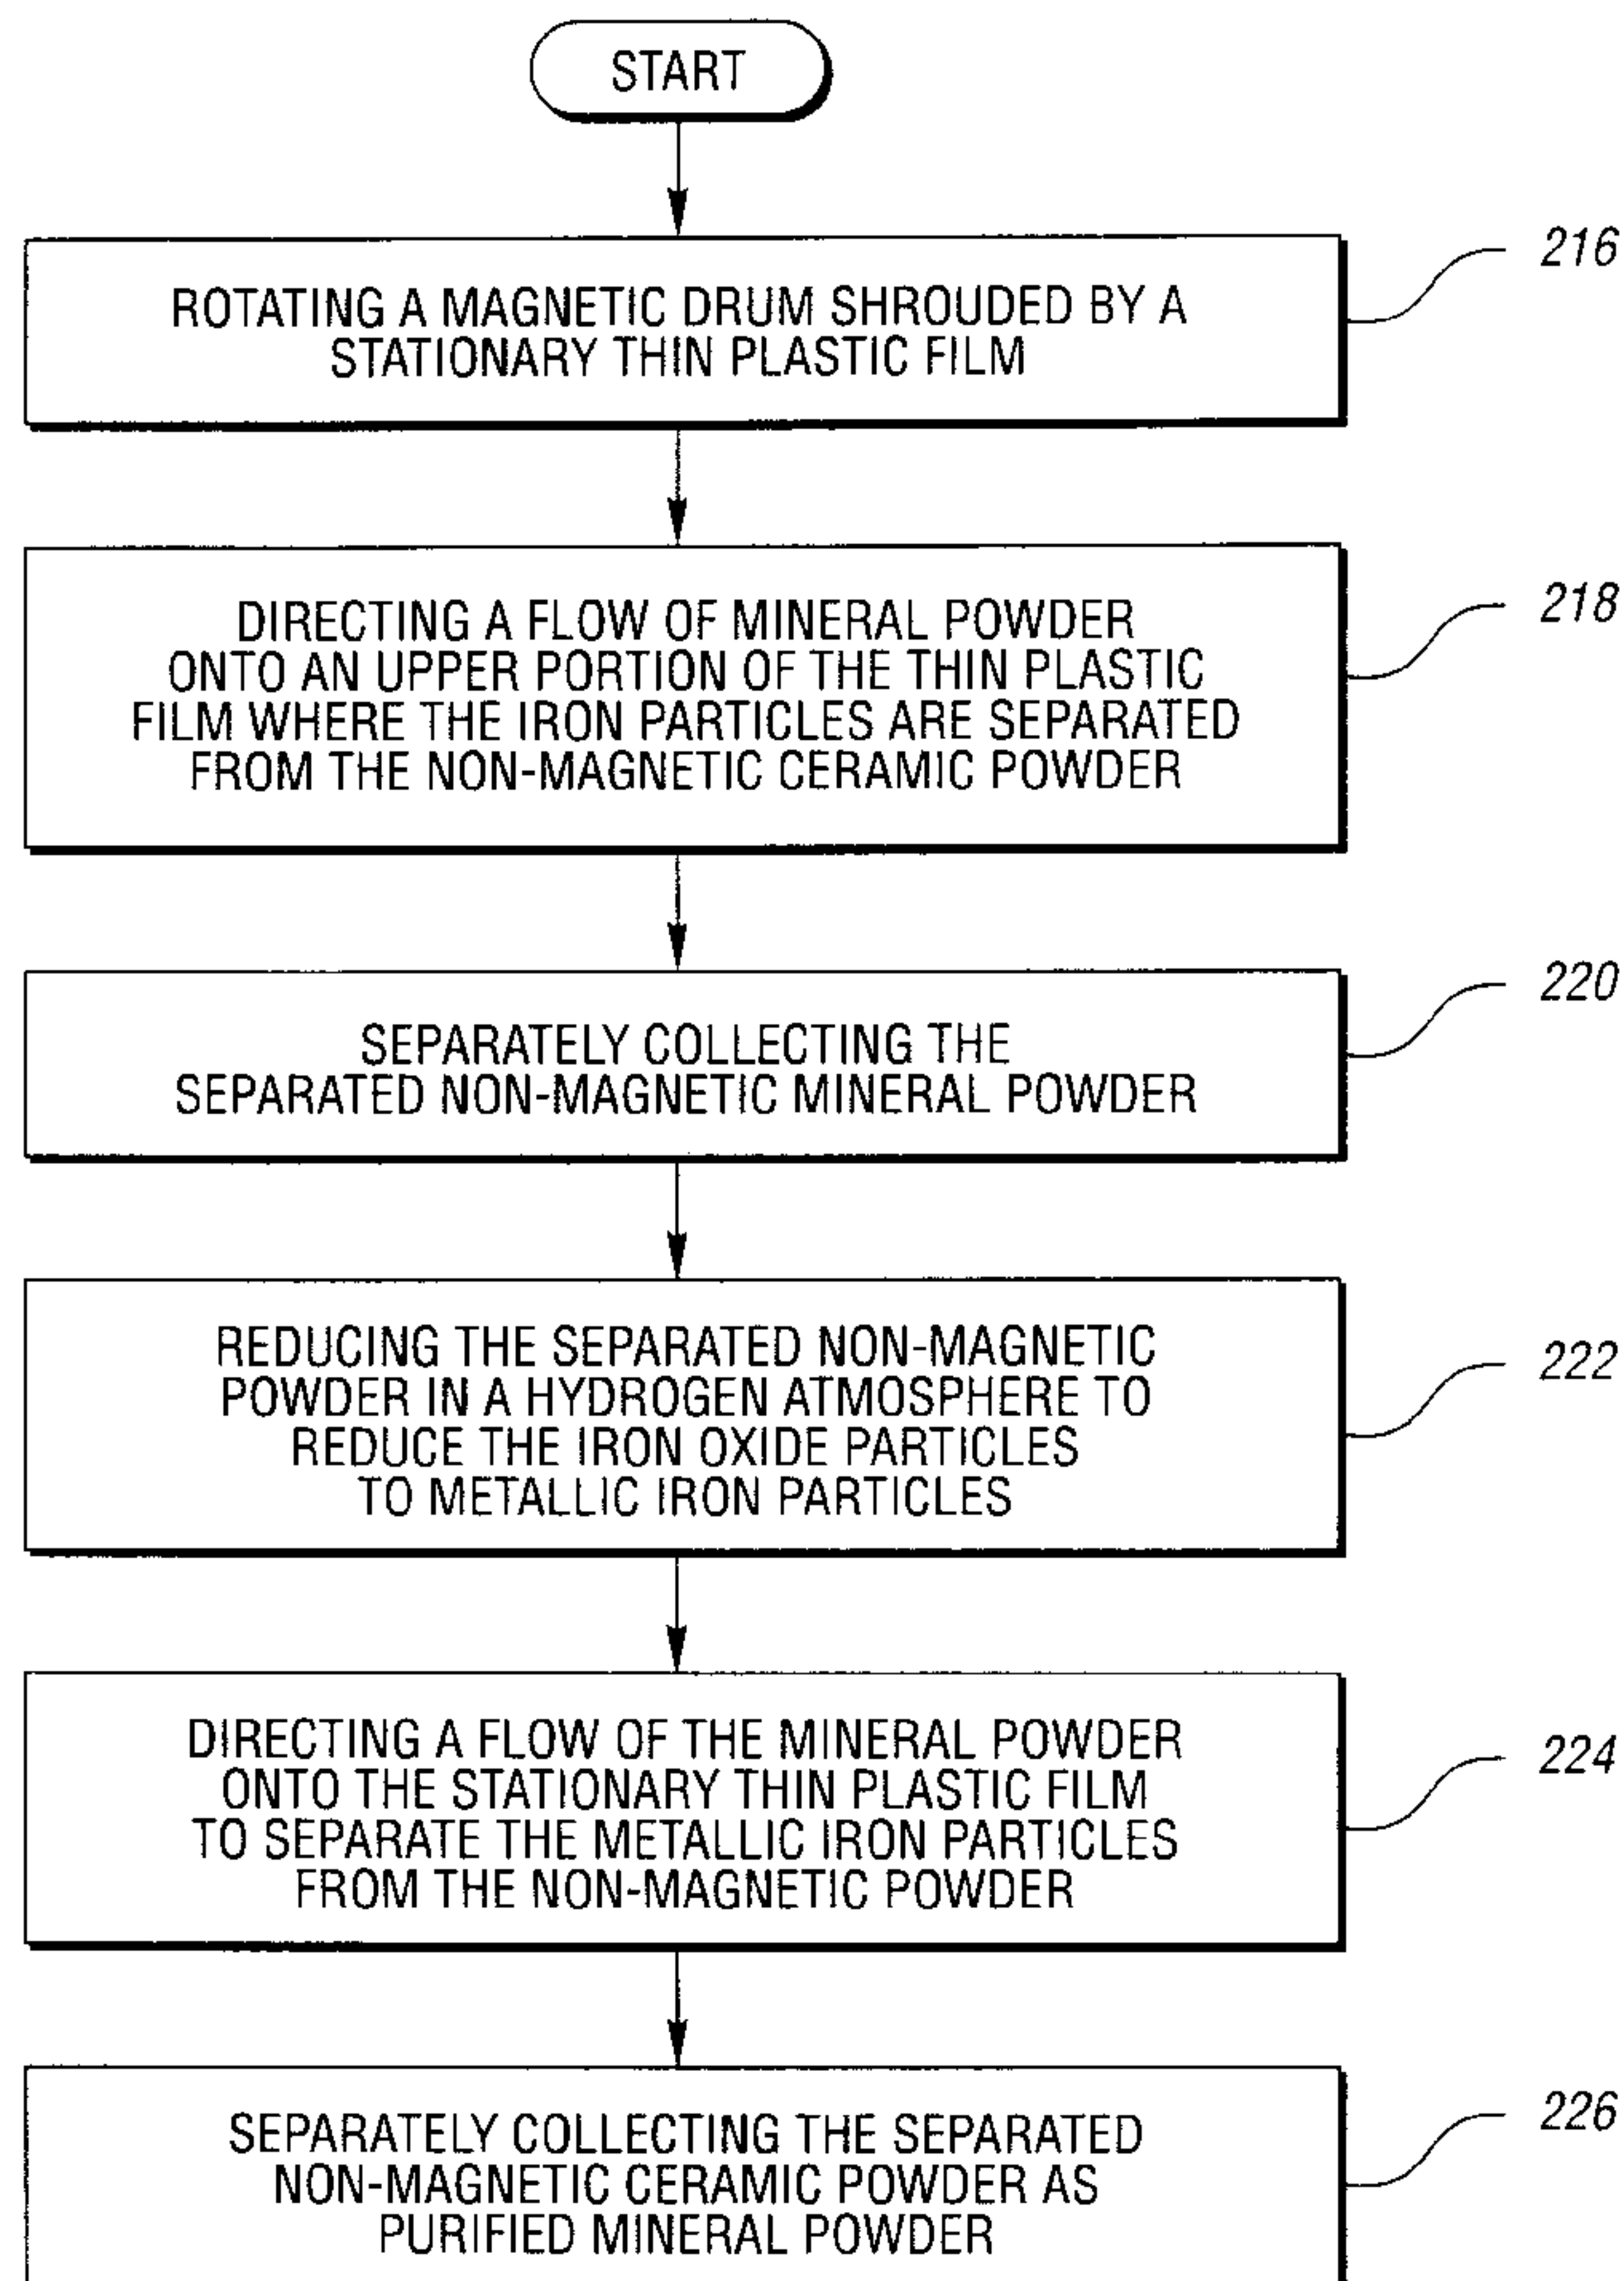 START
216
ROTATING A MAGNETIC DRUM SHROUDED BY A
STATIONARY THIN PLASTIC FILM
218
DIRECTING A FLOW OF MINERAL POWDER
ONTO AN UPPER PORTION OF THE THIN PLASTIC
FILM WHERE THE IRON PARTICLES ARE SEPARATED
FROM THE NON-MAGNETIC CERAMIC POWDER
220
SEPARATELY COLLECTING THE
SEPARATED NON-MAGNETIC MINERAL POWDER
222
REDUCING THE SEPARATED NON-MAGNETIC
POWDER IN A HYDROGEN ATMOSPHERE TO
REDUCE THE IRON OXIDE PARTICLES
TO METALLIC IRON PARTICLES
224
DIRECTING A FLOW OF THE MINERAL POWDER
ONTO THE STATIONARY THIN PLASTIC FILM
TO SEPARATE THE METALLIC IRON PARTICLES
FROM THE NON-MAGNETIC POWDER
226
SEPARATELY COLLECTING THE SEPARATED
NON-MAGNETIC CERAMIC POWDER AS
PURIFIED MINERAL POWDER